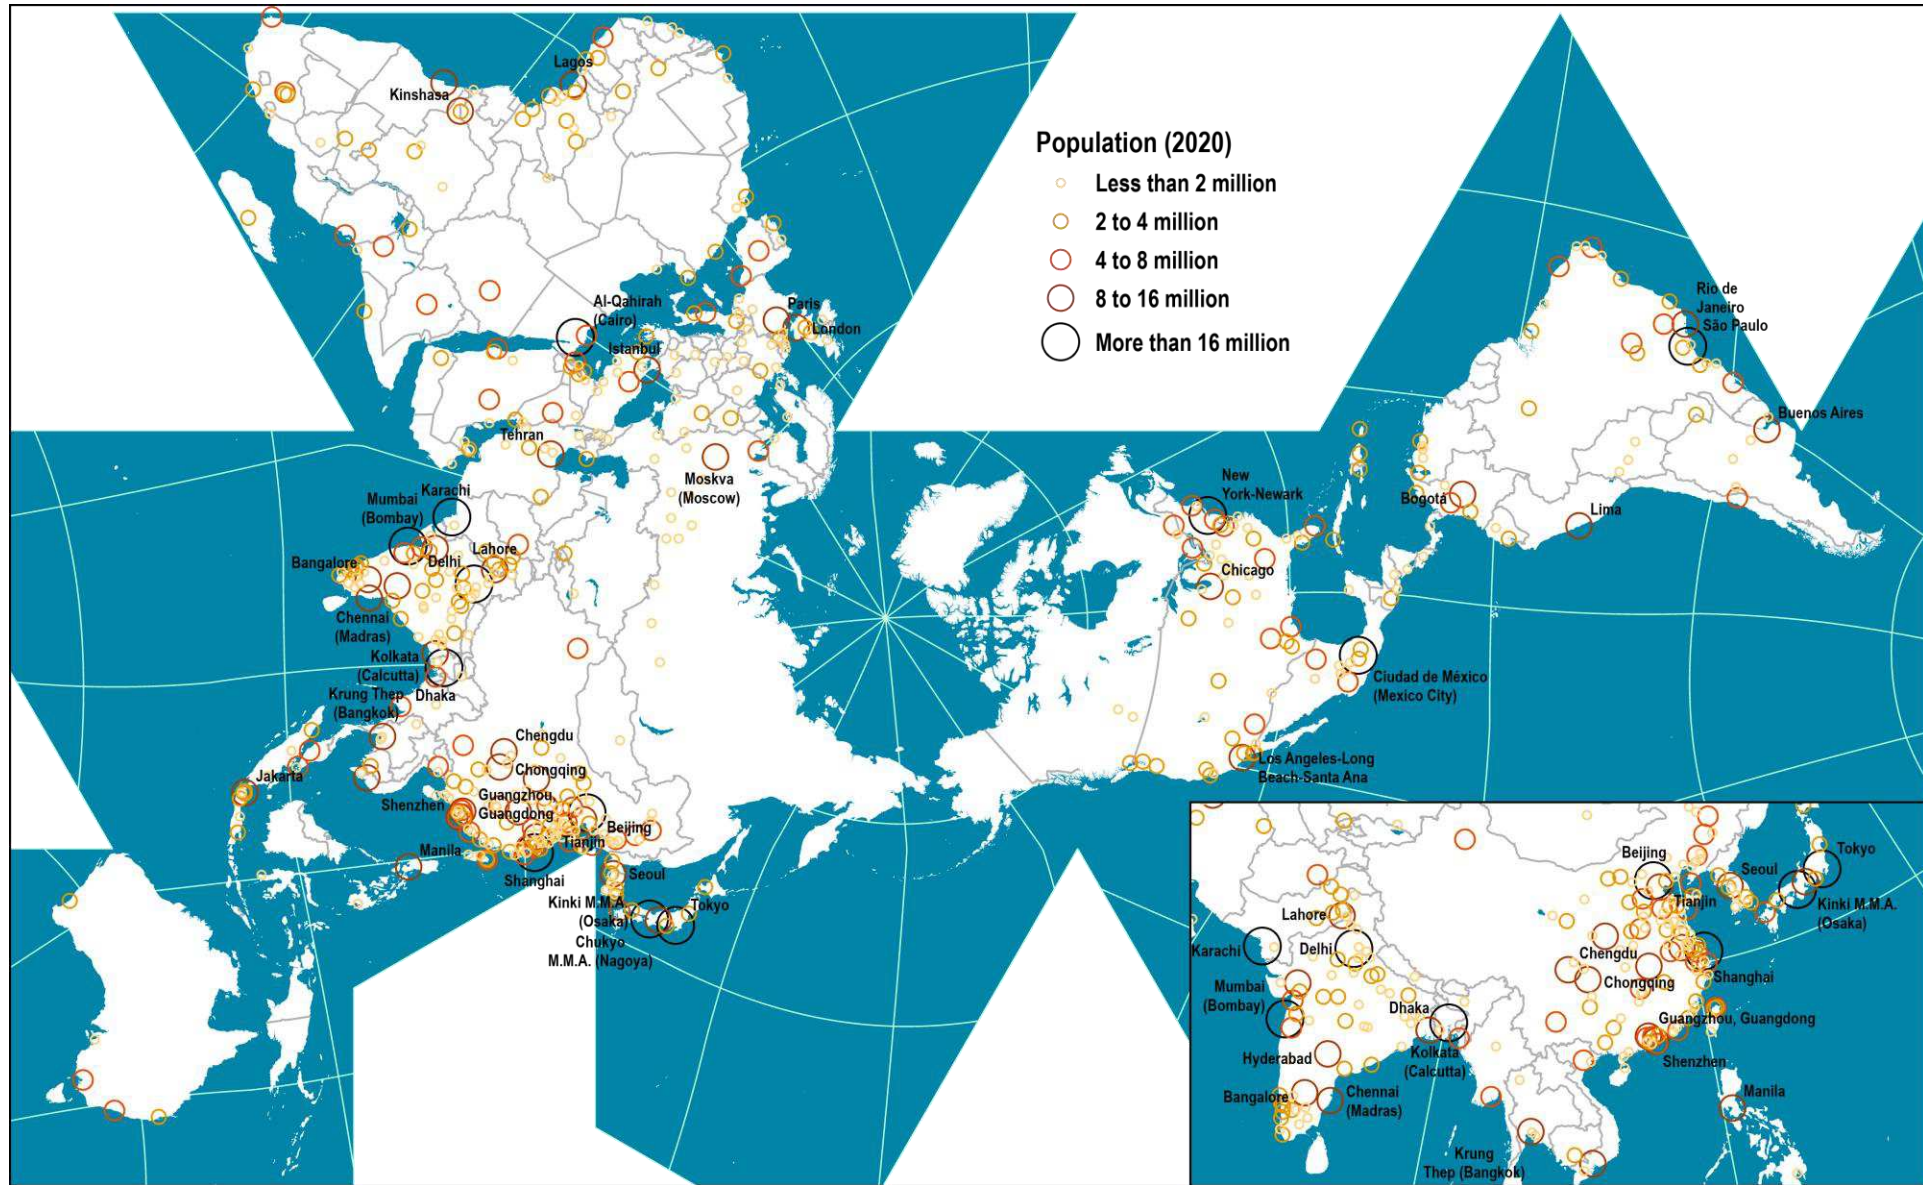 Lagos
Kinshasa
Population (2020)
Less than 2 million
2 to 4 million
4 to 8 million
8 to 16 million
More than 16 million
Al-Qahirah
(Cairo)
Paris
London
Istanbul
Rio de
Janeiro
São Paulo
Buenos Aires
Tehran
Moskva
(Moscow)
Karachi
Mumbai
(Bombay)
Lahore
Delhi
Bangalore
Chennai
(Madras)
Kolkata
(Calcutta)
Dhaka
Krung Thep
(Bangkok)
New
York-Newark
Chicago
Bogotá
Lima
Ciudad de México
(Mexico City)
Los Angeles-Long
Beach-Santa Ana
Chengdu
Chongqing
Jakarta
Shenzhen
Guangzhou,
Guangdong
Beijing
Tianjin
Manila
Shanghai
Seoul
Kinki M.M.A.
(Osaka)
Tokyo
Chukyo
M.M.A. (Nagoya)
Beijing
Seoul
Tokyo
Lahore
Tianjin
Kinki M.M.A.
(Osaka)
Karachi
Delhi
Chengdu
Shanghai
Mumbai
(Bombay)
Chongqing
Dhaka
Guangzhou, Guangdong
Hyderabad
Kolkata
(Calcutta)
Shenzhen
Bangalore
Chennai
(Madras)
Manila
Krung
Thep (Bangkok)